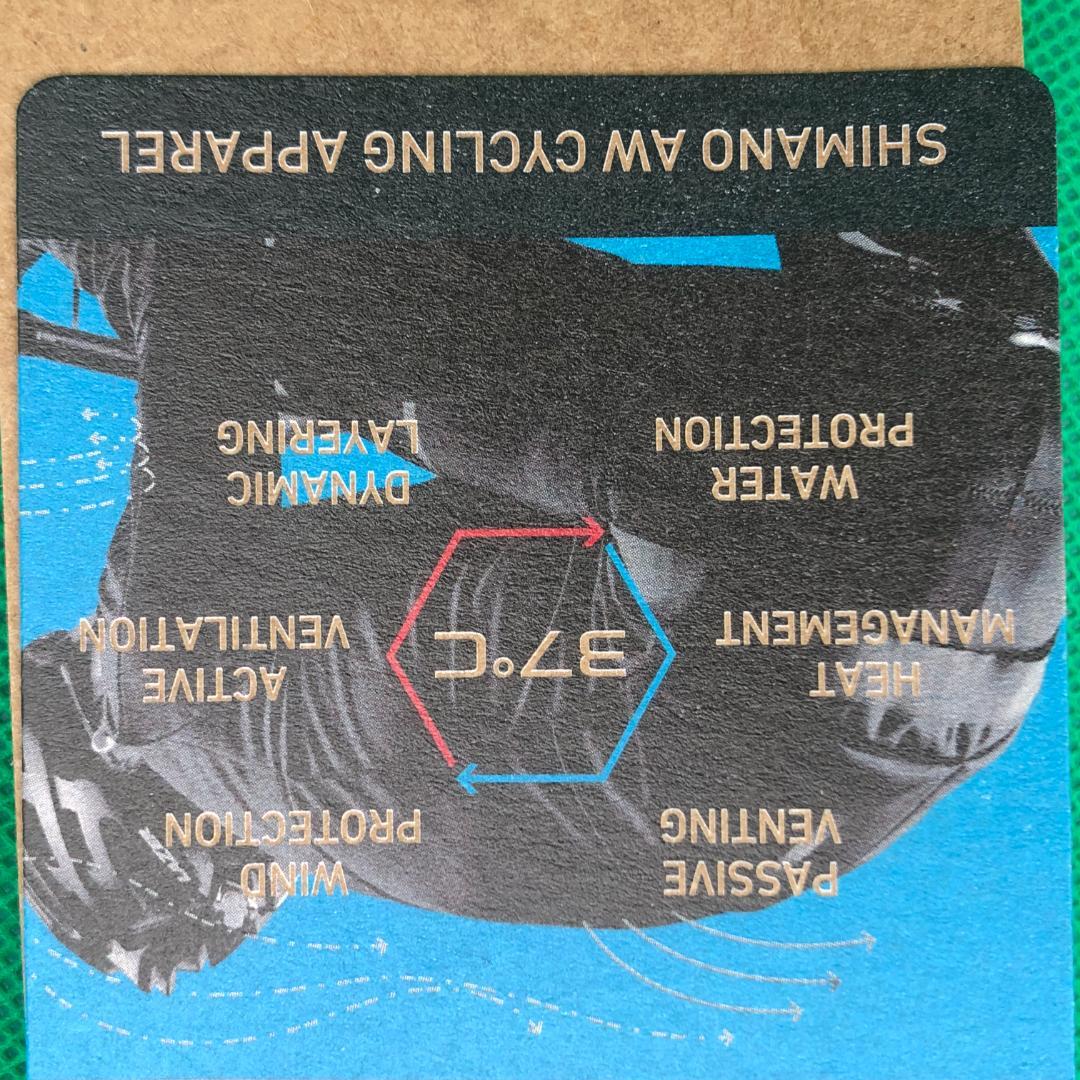 PASSIVE
VENTING
WIND
PROTECTION
HEAT
MANAGEMENT
37°C
ACTIVE
VENTILATION
WATER
PROTECTION
DYNAMIC
LAYERING
SHIMANO AW CYCLING APPAREL